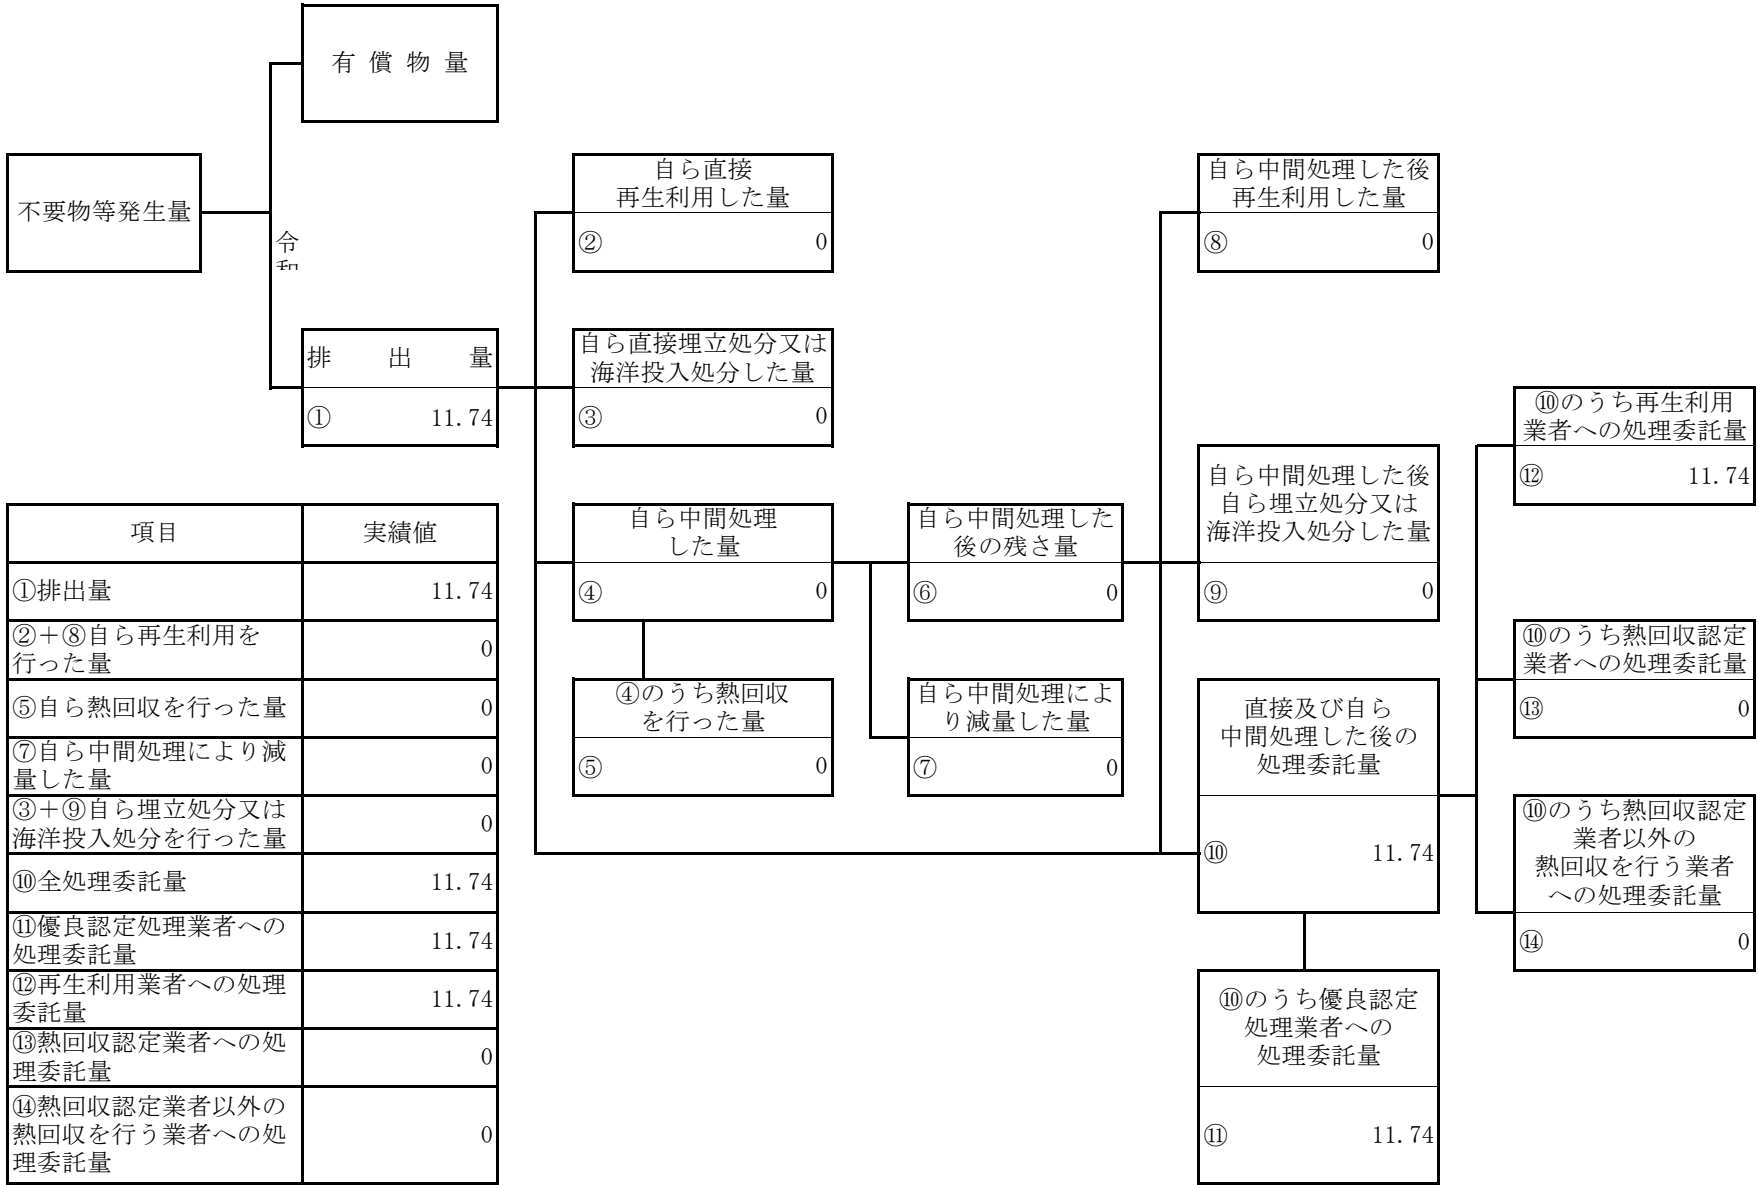 有償物量
不要物等発生量
令
和
排出量
① 11.74
自ら直接
再生利用した量
② 0
自ら直接埋立処分又は
海洋投入処分した量
③ 0
自ら中間処理
した量
④ 0
④のうち熱回収
を行った量
⑤ 0
自ら中間処理した
後の残さ量
⑥ 0
自ら中間処理によ
り減量した量
⑦ 0
自ら中間処理した後
再生利用した量
⑧ 0
自ら中間処理した後
自ら埋立処分又は
海洋投入処分した量
⑨ 0
直接及び自ら
中間処理した後の
処理委託量
⑩ 11.74
⑩のうち優良認定
処理業者への
処理委託量
⑪ 11.74
⑩のうち再生利用
業者への処理委託量
⑫ 11.74
⑩のうち熱回収認定
業者への処理委託量
⑬ 0
⑩のうち熱回収認定
業者以外の
熱回収を行う業者
への処理委託量
⑭ 0
項目 実績値
①排出量 11.74
②+⑧自ら再生利用を
行った量 0
⑤自ら熱回収を行った量 0
⑦自ら中間処理により減
量した量 0
③+⑨自ら埋立処分又は
海洋投入処分を行った量 0
⑩全処理委託量 11.74
⑪優良認定処理業者への
処理委託量 11.74
⑫再生利用業者への処理
委託量 11.74
⑬熱回収認定業者への処
理委託量 0
⑭熱回収認定業者以外の
熱回収を行う業者への処
理委託量 0